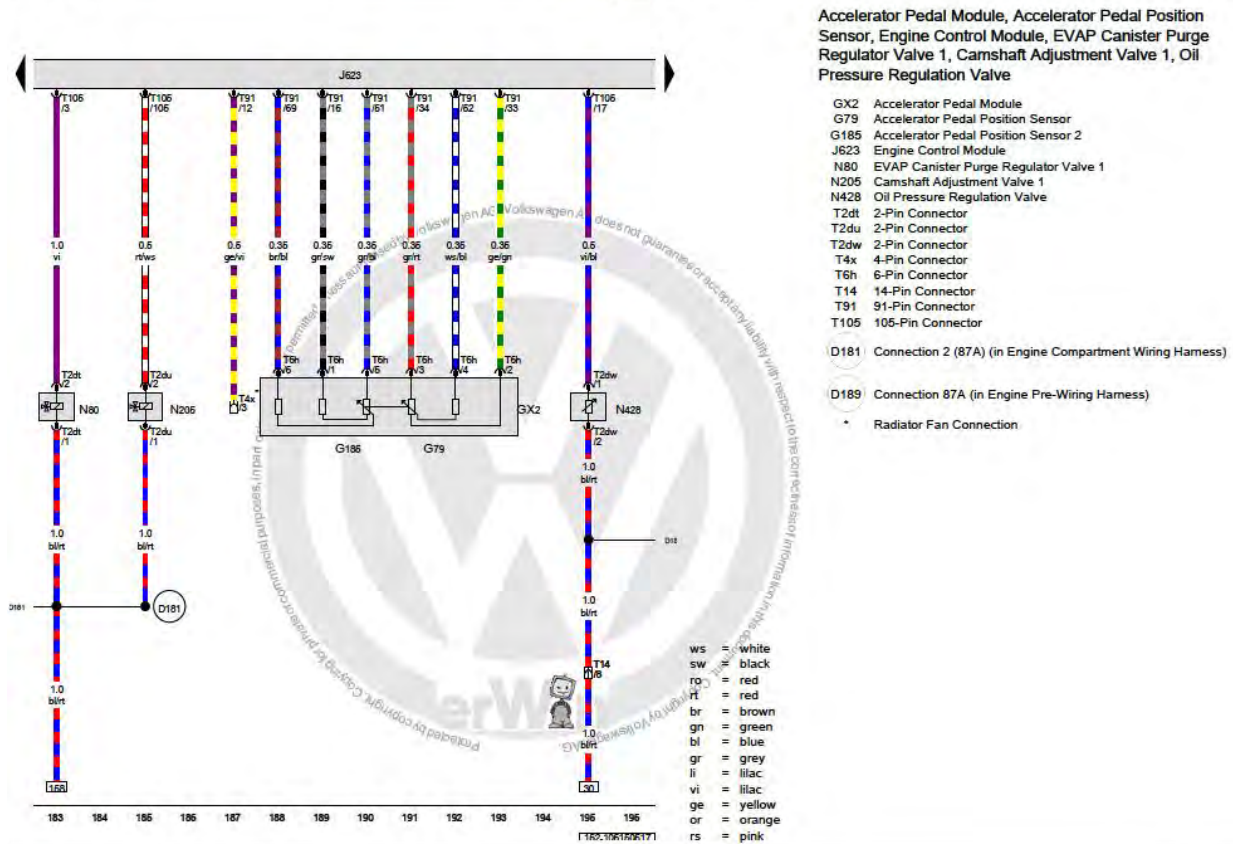 Accelerator Pedal Module, Accelerator Pedal Position
Sensor, Engine Control Module, EVAP Canister Purge
Regulator Valve 1, Camshaft Adjustment Valve 1, Oil
Pressure Regulation Valve
GX2 Accelerator Pedal Module
G79 Accelerator Pedal Position Sensor
G185 Accelerator Pedal Position Sensor 2
J623 Engine Control Module
N80 EVAP Canister Purge Regulator Valve 1
N205 Camshaft Adjustment Valve 1
N428 Oil Pressure Regulation Valve
T2dt 2-Pin Connector
T2du 2-Pin Connector
T2dw 2-Pin Connector
T4x 4-Pin Connector
T6h 6-Pin Connector
T14 14-Pin Connector
T91 91-Pin Connector
T105 105-Pin Connector
D181 Connection 2 (87A) (in Engine Compartment Wiring Harness)
D189 Connection 87A (in Engine Pre-Wiring Harness)
* Radiator Fan Connection
J623
T105 T105 T91 T91 T91 T91 T91 T91 T91 T105
/3 /105 /12 /69 /16 /61 /34 /62 /33 /17
1.0 0.5 0.5 0.35 0.35 0.35 0.35 0.35 0.35 0.5
vi rt/ws ge/vi br/bl gr/sw gr/bl gr/rt ws/bl ge/gn vi/bl
T6h T6h T6h T6h T6h T6h
/6 /1 /5 /3 /4 /2
T2dt T2du T2dw
/2 /2 /1
T4x *
/3
N80 N205 GX2 N428
T2dt T2du T2dw
/1 /1 /2
G185 G79
1.0
bl/rt
1.0 1.0
bl/rt bl/rt
D181 D181
D18
1.0
bl/rt
T14
/8
1.0
bl/rt
1.0
bl/rt
168 30
183 184 185 186 187 188 189 190 191 192 193 194 195 196
162-106160617
ws = white
sw = black
ro = red
rt = red
br = brown
gn = green
bl = blue
gr = grey
li = lilac
vi = lilac
ge = yellow
or = orange
rs = pink